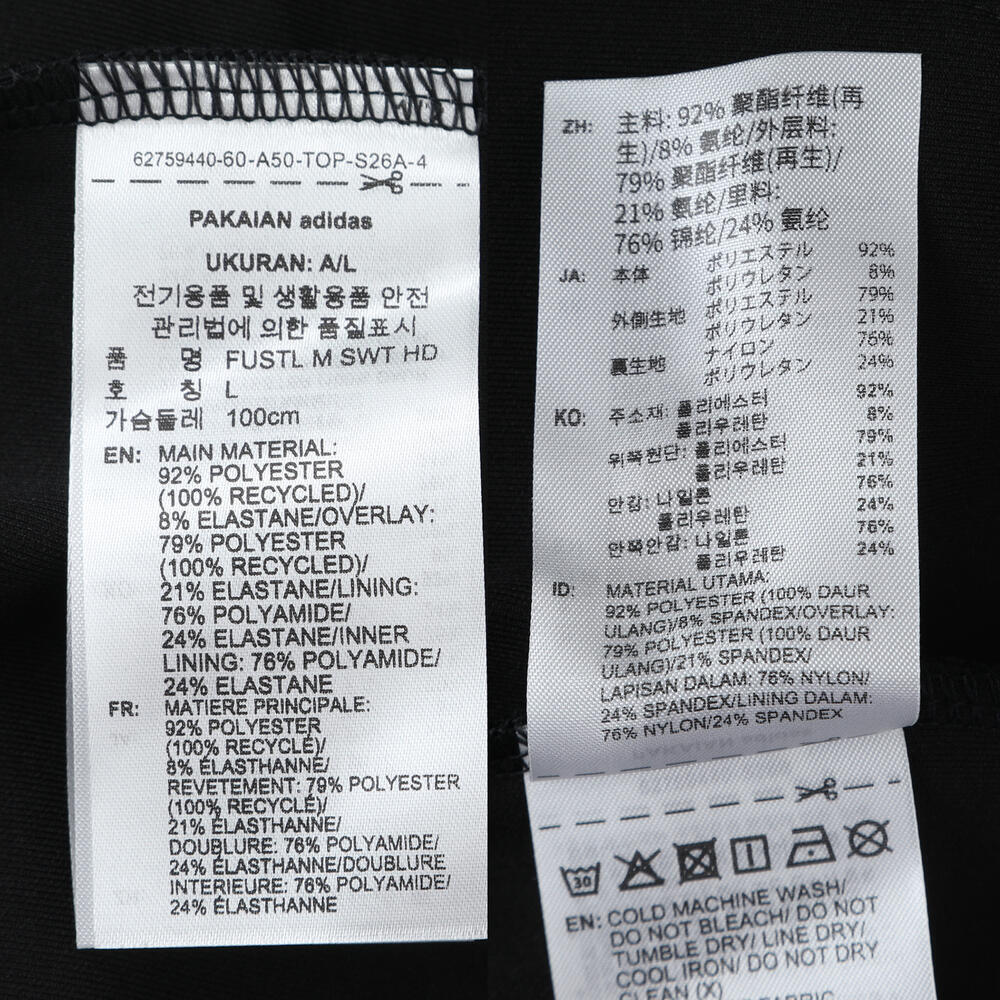 62759440-60-A50-TOP-S26A-4
PAKAIAN adidas
UKURAN: A/L
전기용품 및 생활용품 안전
관리법에 의한 품질표시
품 명 FUSTL M SWT HD
호 칭 L
가슴둘레 100cm
EN: MAIN MATERIAL:
92% POLYESTER
(100% RECYCLED)/
8% ELASTANE/OVERLAY:
79% POLYESTER
(100% RECYCLED)/
21% ELASTANE/LINING:
76% POLYAMIDE/
24% ELASTANE/INNER
LINING: 76% POLYAMIDE/
24% ELASTANE
FR: MATIERE PRINCIPALE:
92% POLYESTER
(100% RECYCLÉ)/
8% ÉLASTHANNE/
REVETEMENT: 79% POLYESTER
(100% RECYCLÉ)/
21% ÉLASTHANNE/
DOUBLURE: 76% POLYAMIDE/
24% ÉLASTHANNE/DOUBLURE
INTERIEURE: 76% POLYAMIDE/
24% ÉLASTHANNE
ZH: 主料: 92% 聚酯纤维(再
生)/8% 氨纶/外层料:
79% 聚酯纤维(再生)/
21% 氨纶/里料:
76% 锦纶/24% 氨纶
JA: 本体 ポリエステル 92%
ポリウレタン 8%
外側生地 ポリエステル 79%
ポリウレタン 21%
裏生地 ナイロン 76%
ポリウレタン 24%
KO: 주소재: 폴리에스터 92%
폴리우레탄 8%
위쪽원단: 폴리에스터 79%
폴리우레탄 21%
안감: 나일론 76%
폴리우레탄 24%
안쪽안감: 나일론 76%
폴리우레탄 24%
ID: MATERIAL UTAMA:
92% POLYESTER (100% DAUR
ULANG)/8% SPANDEX/OVERLAY:
79% POLYESTER (100% DAUR
ULANG)/21% SPANDEX/
LAPISAN DALAM: 76% NYLON/
24% SPANDEX/LINING DALAM:
76% NYLON/24% SPANDEX
30
EN: COLD MACHINE WASH/
DO NOT BLEACH/ DO NOT
TUMBLE DRY/ LINE DRY/
COOL IRON/ DO NOT DRY
CLEAN (X)